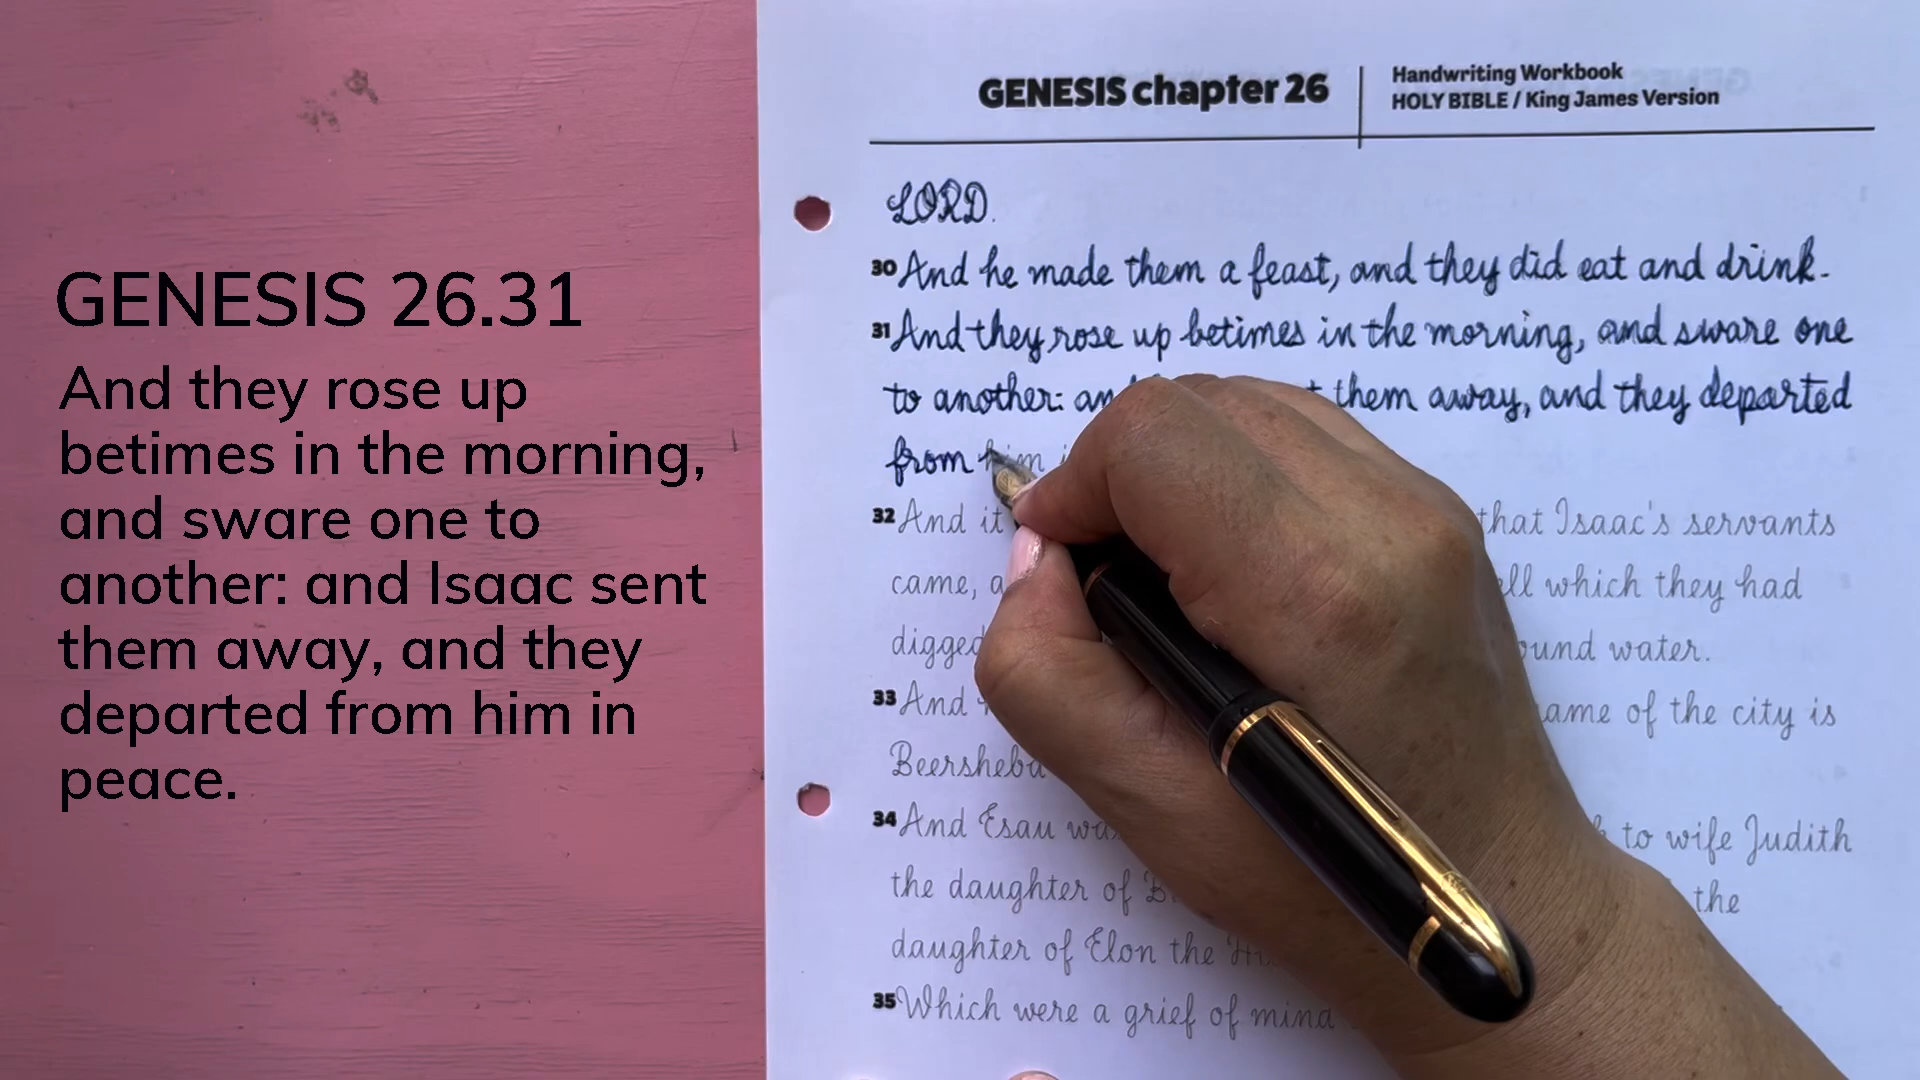 GENESIS 26.31
And they rose up
betimes in the morning,
and sware one to
another: and Isaac sent
them away, and they
departed from him in
peace.
GENESIS chapter 26
Handwriting Workbook
HOLY BIBLE / King James Version
LORD.
30 And he made them a feast, and they did eat and drink.
31 And they rose up betimes in the morning, and sware one
to another: and them away, and they departed
from him
32 And it that Isaac's servants
came, which they had
digged water.
33 And name of the city is
Beersheba
34 And Esau was to wife Judith
the daughter of the
daughter of Elon the
35 Which were a grief of mind